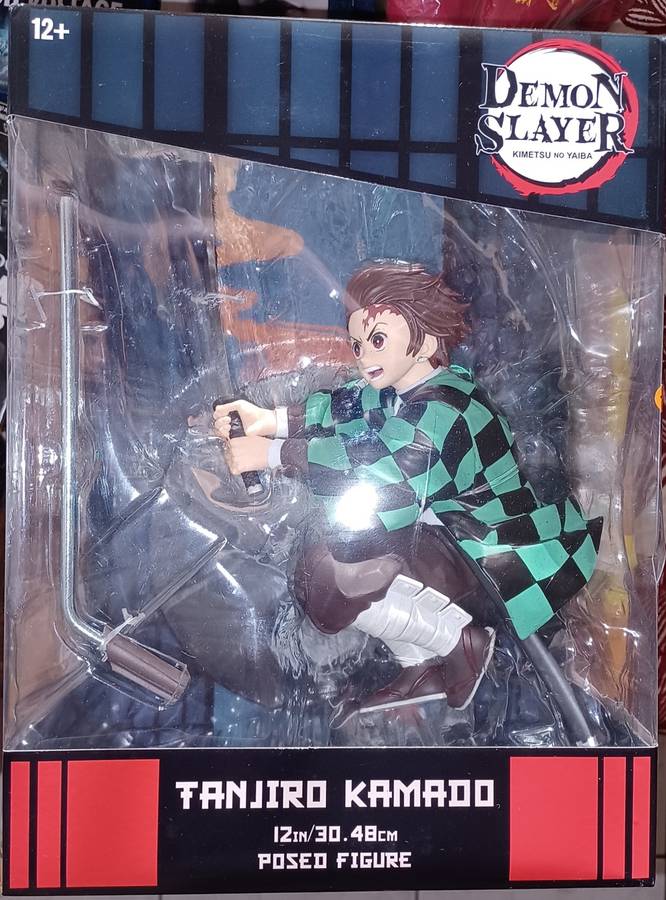 12+
DEMON
SLAYER
KIMETSU NO YAIBA
TANJIRO KAMADO
12IN/30.48CM
POSED FIGURE